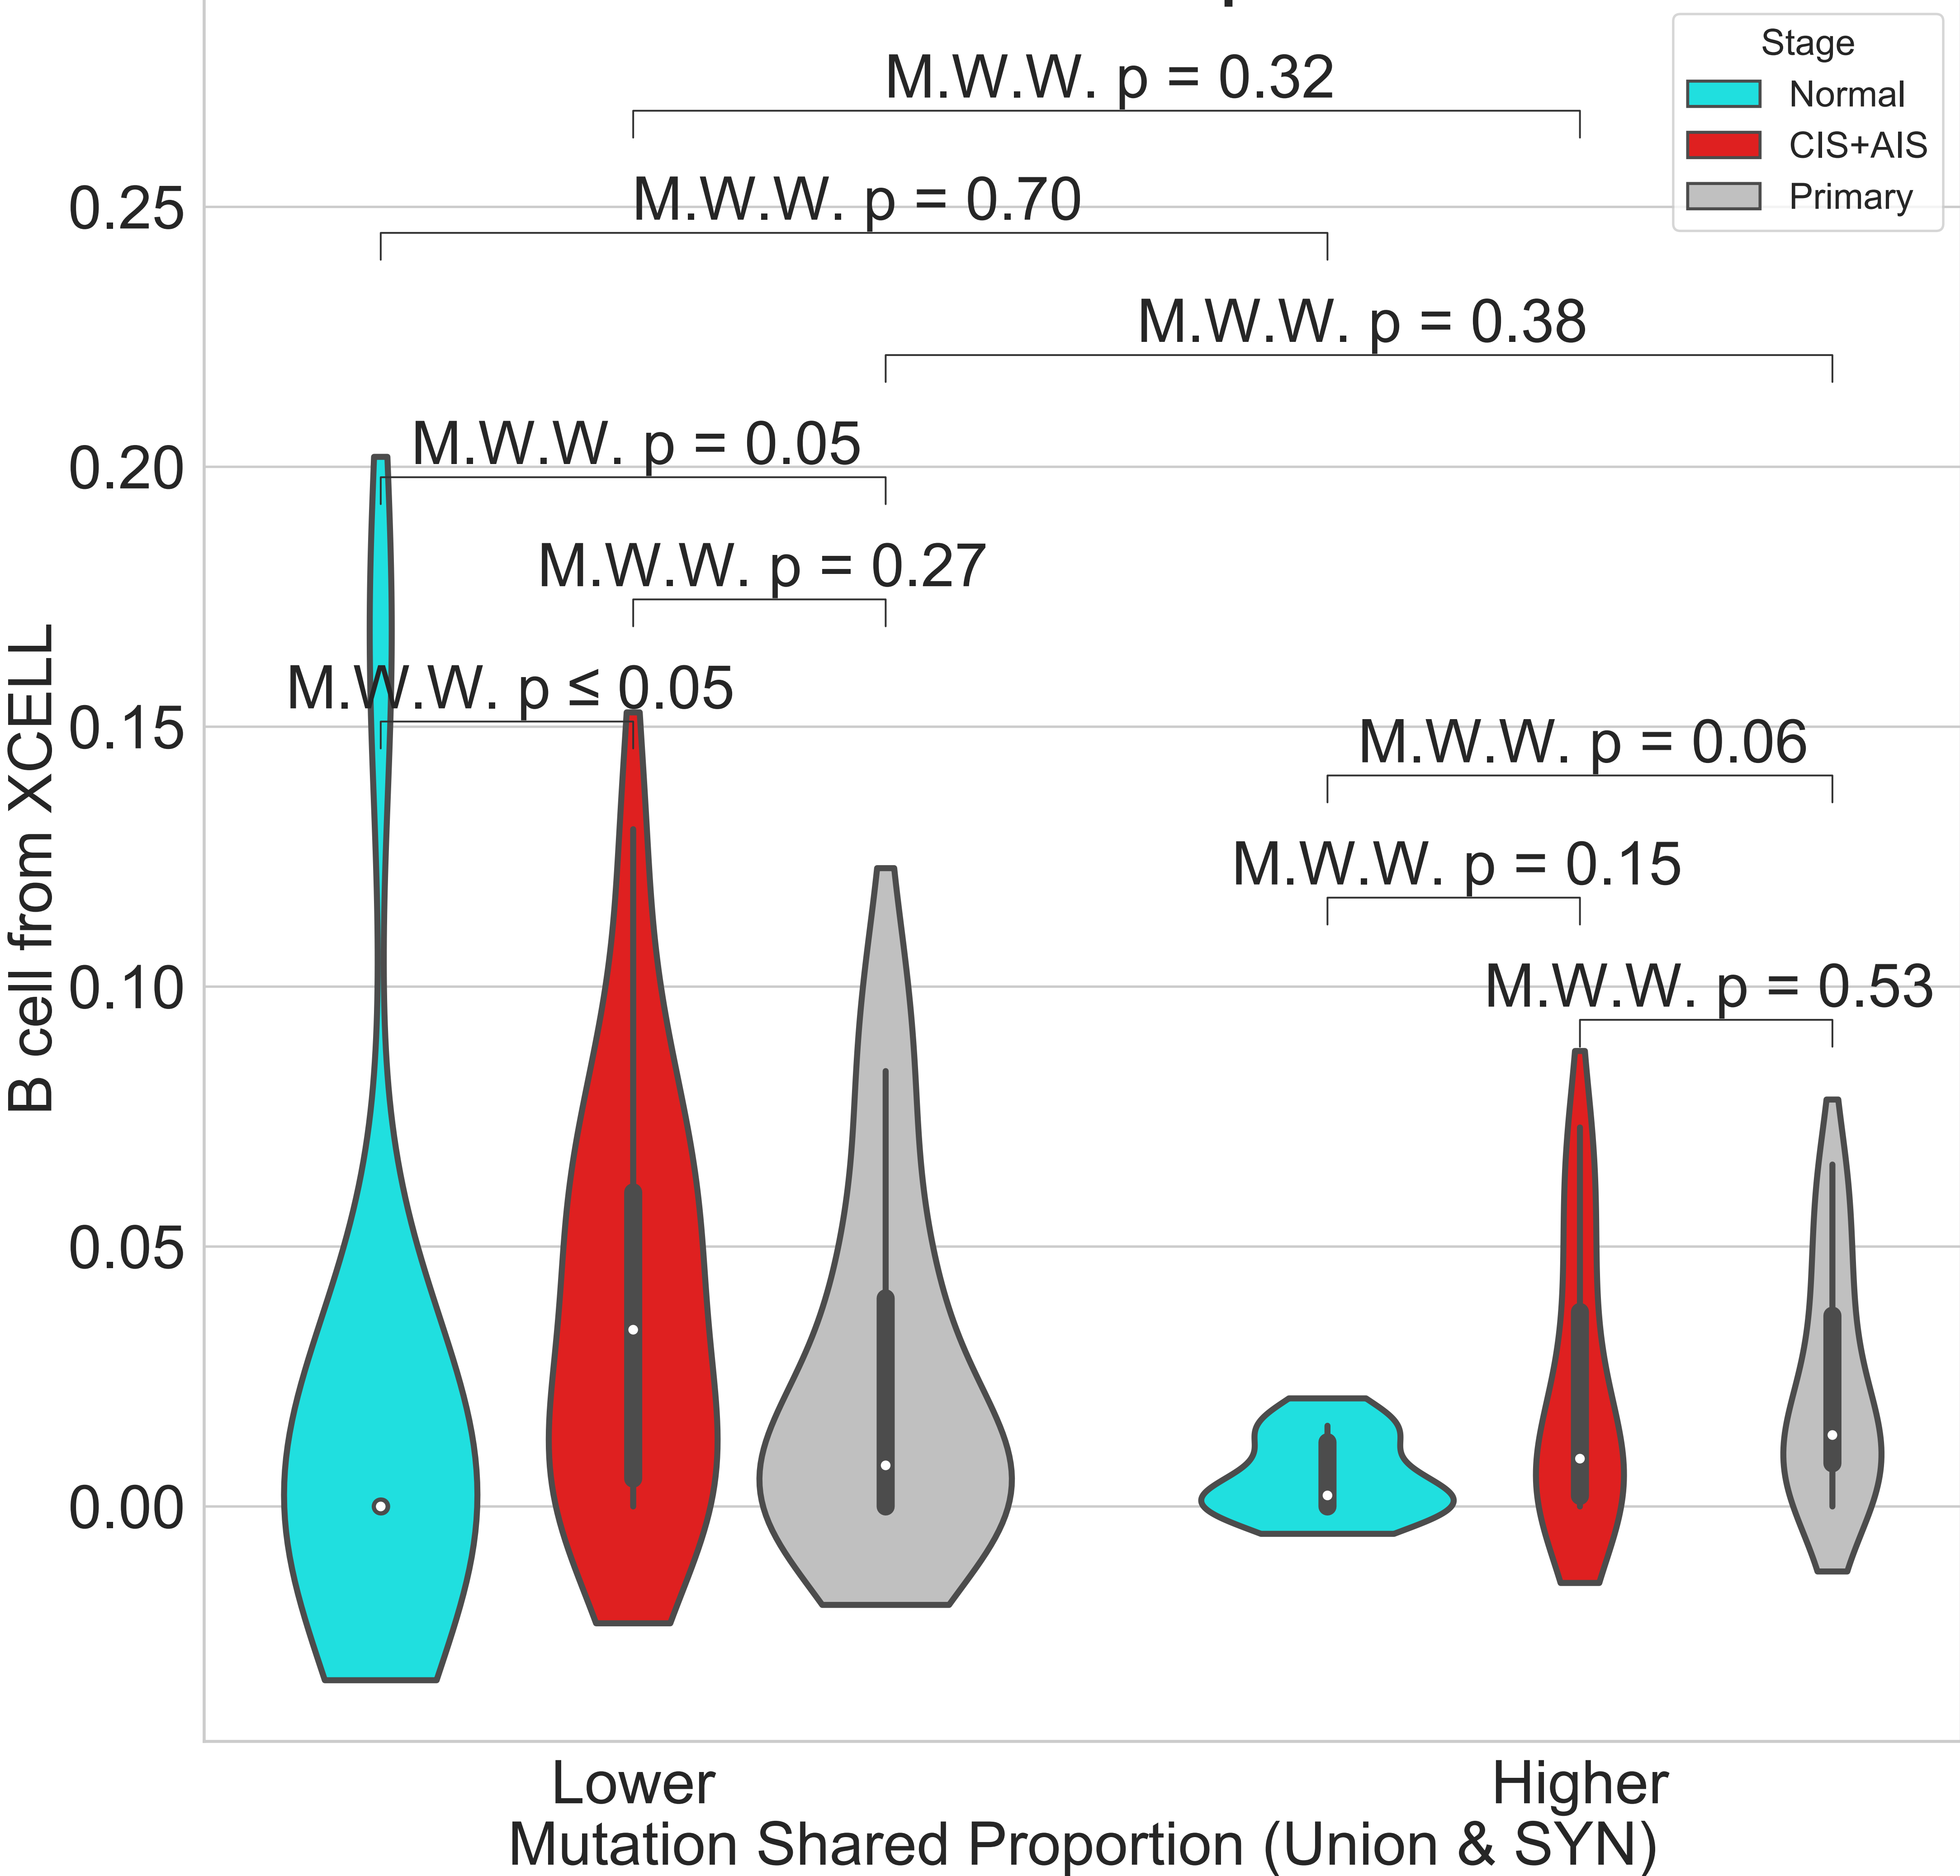 Stage
Normal
CIS+AIS
Primary
M.W.W. p = 0.32
M.W.W. p = 0.70
M.W.W. p = 0.38
M.W.W. p = 0.05
M.W.W. p = 0.27
M.W.W. p ≤ 0.05
M.W.W. p = 0.06
M.W.W. p = 0.15
M.W.W. p = 0.53
0.25
0.20
0.15
0.10
0.05
0.00
B cell from XCELL
Lower
Higher
Mutation Shared Proportion (Union & SYN)